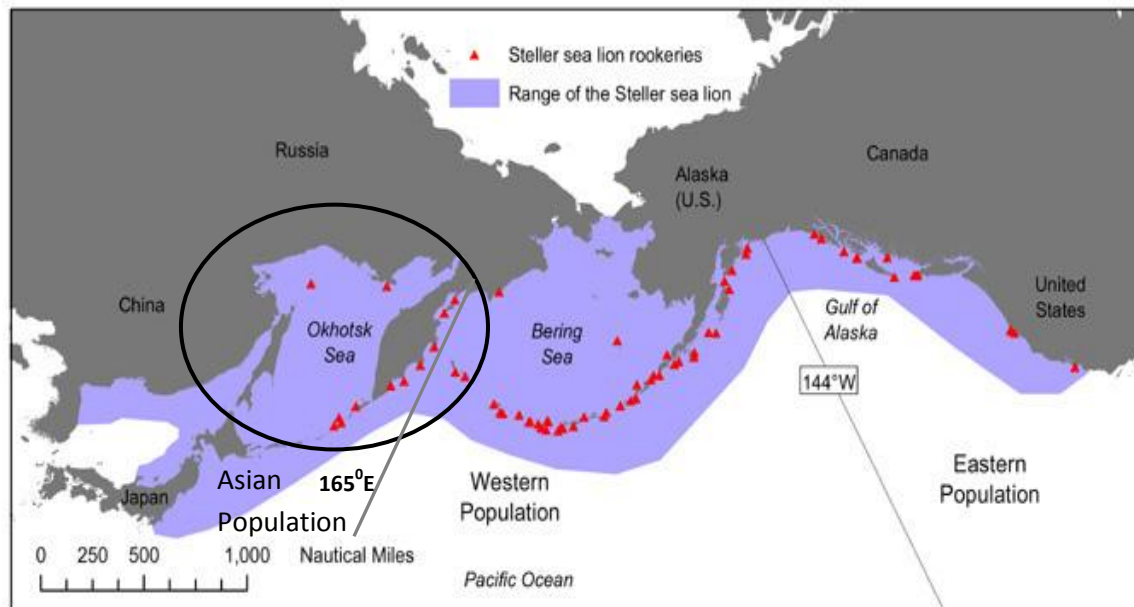 Steller sea lion rookeries
Range of the Steller sea lion
Russia
Canada
Alaska
(U.S.)
China
Okhotsk
Sea
Bering
Sea
Gulf of
Alaska
United
States
144°W
Japan
Asian
Population
165⁰E
Western
Population
Eastern
Population
0 250 500 1,000 Nautical Miles
Pacific Ocean